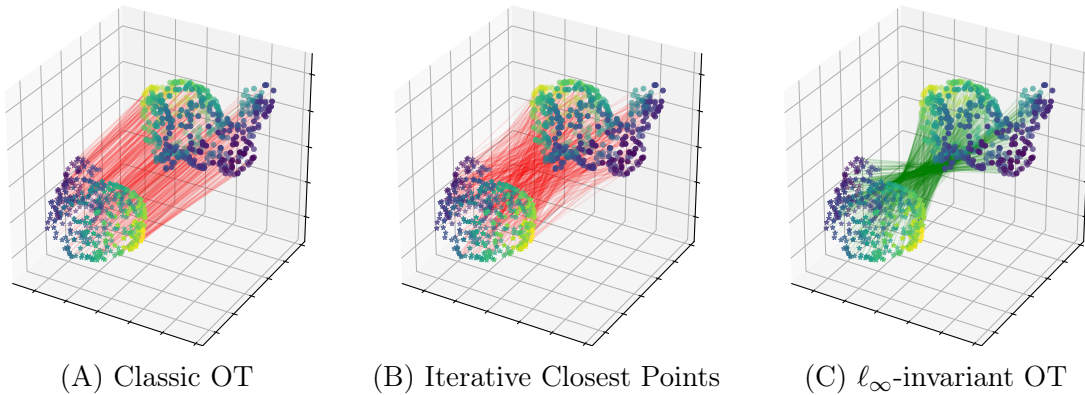 (A) Classic OT
(B) Iterative Closest Points
(C) ℓ∞-invariant OT